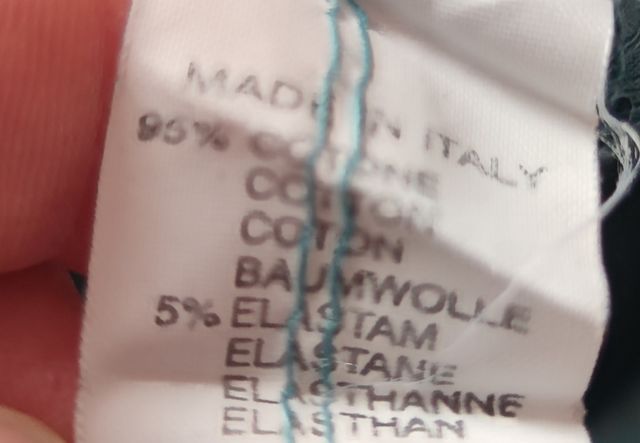 MADE IN ITALY
95% COTONE
COTTON
COTON
BAUMWOLLE
5% ELASTAM
ELASTANE
ELASTHANNE
ELASTHAN